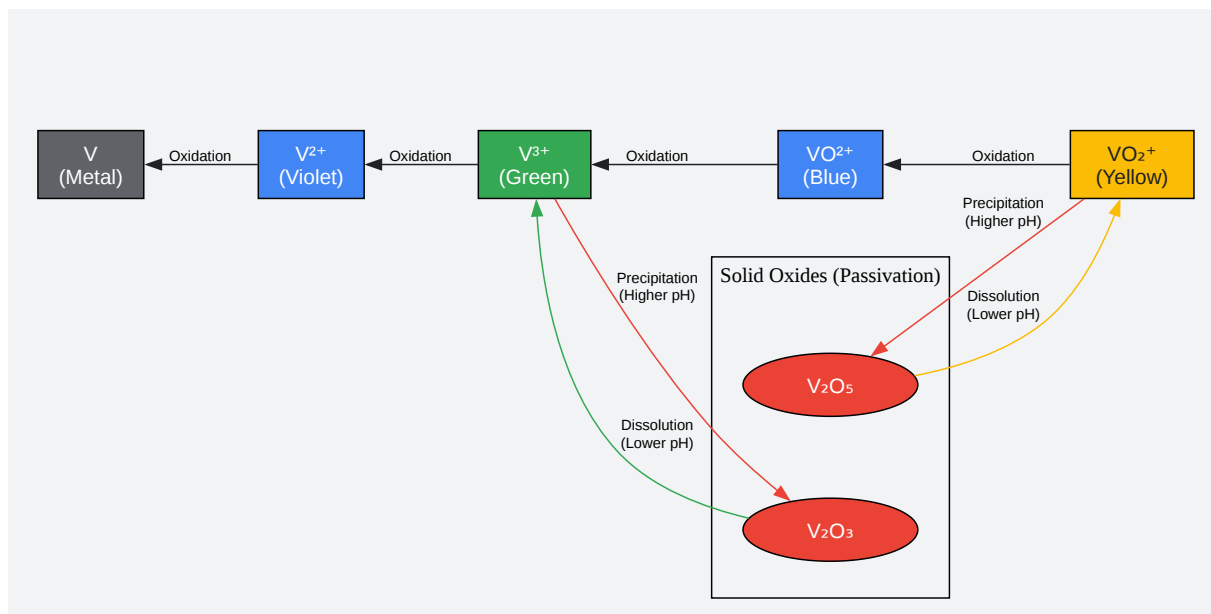 V
(Metal)
Oxidation
V²⁺
(Violet)
Oxidation
V³⁺
(Green)
Oxidation
VO²⁺
(Blue)
Oxidation
VO₂⁺
(Yellow)
Precipitation
(Higher pH)
Precipitation
(Higher pH)
Solid Oxides (Passivation)
Dissolution
(Lower pH)
V₂O₅
Dissolution
(Lower pH)
V₂O₃